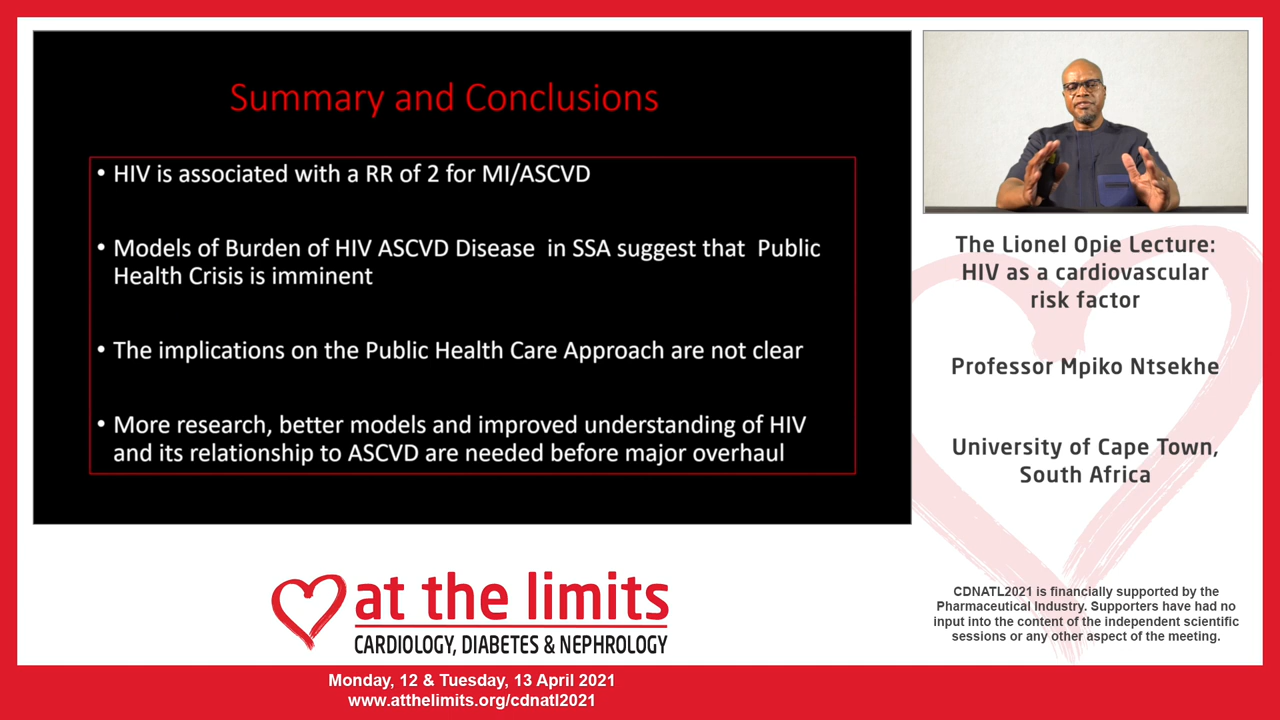 Summary and Conclusions
• HIV is associated with a RR of 2 for MI/ASCVD
• Models of Burden of HIV ASCVD Disease in SSA suggest that Public
Health Crisis is imminent
• The implications on the Public Health Care Approach are not clear
• More research, better models and improved understanding of HIV
and its relationship to ASCVD are needed before major overhaul
The Lionel Opie Lecture:
HIV as a cardiovascular
risk factor
Professor Mpiko Ntsekhe
University of Cape Town,
South Africa
CDNATL2021 is financially supported by the
Pharmaceutical Industry. Supporters have had no
input into the content of the independent scientific
sessions or any other aspect of the meeting.
at the limits
CARDIOLOGY, DIABETES & NEPHROLOGY
Monday, 12 & Tuesday, 13 April 2021
www.atthelimits.org/cdnatl2021